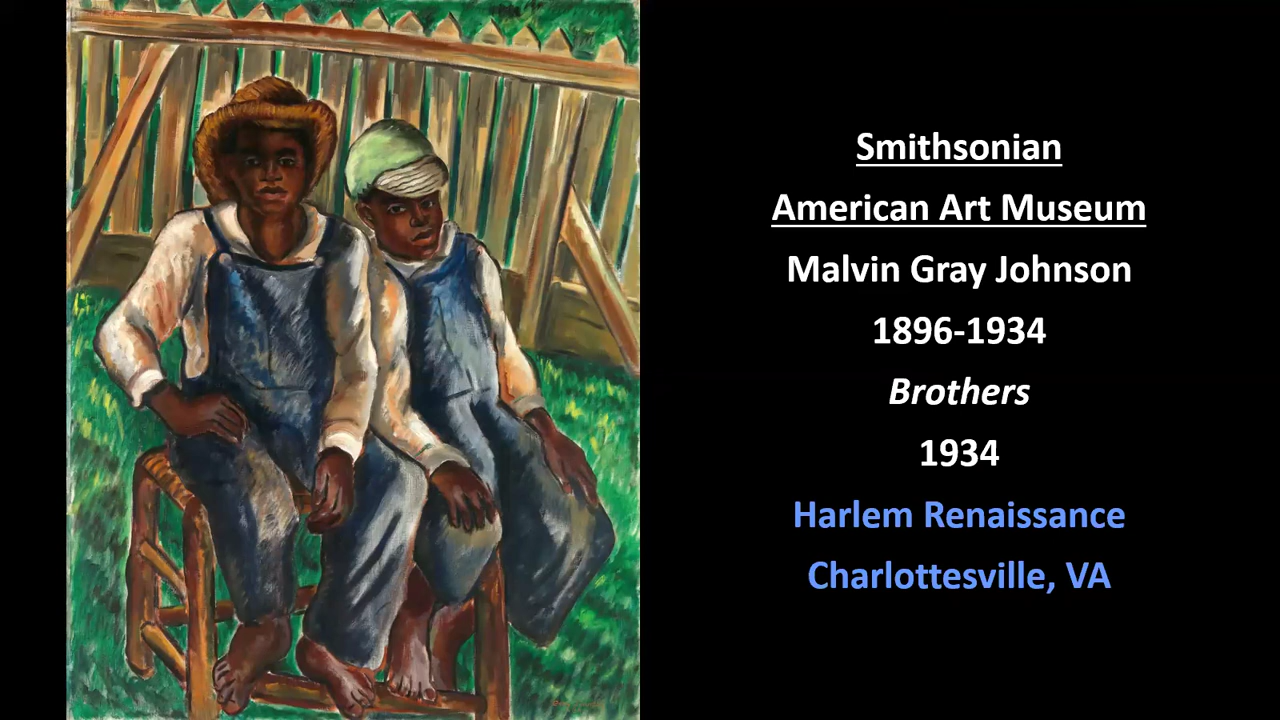 Smithsonian
American Art Museum
Malvin Gray Johnson
1896-1934
Brothers
1934
Harlem Renaissance
Charlottesville, VA